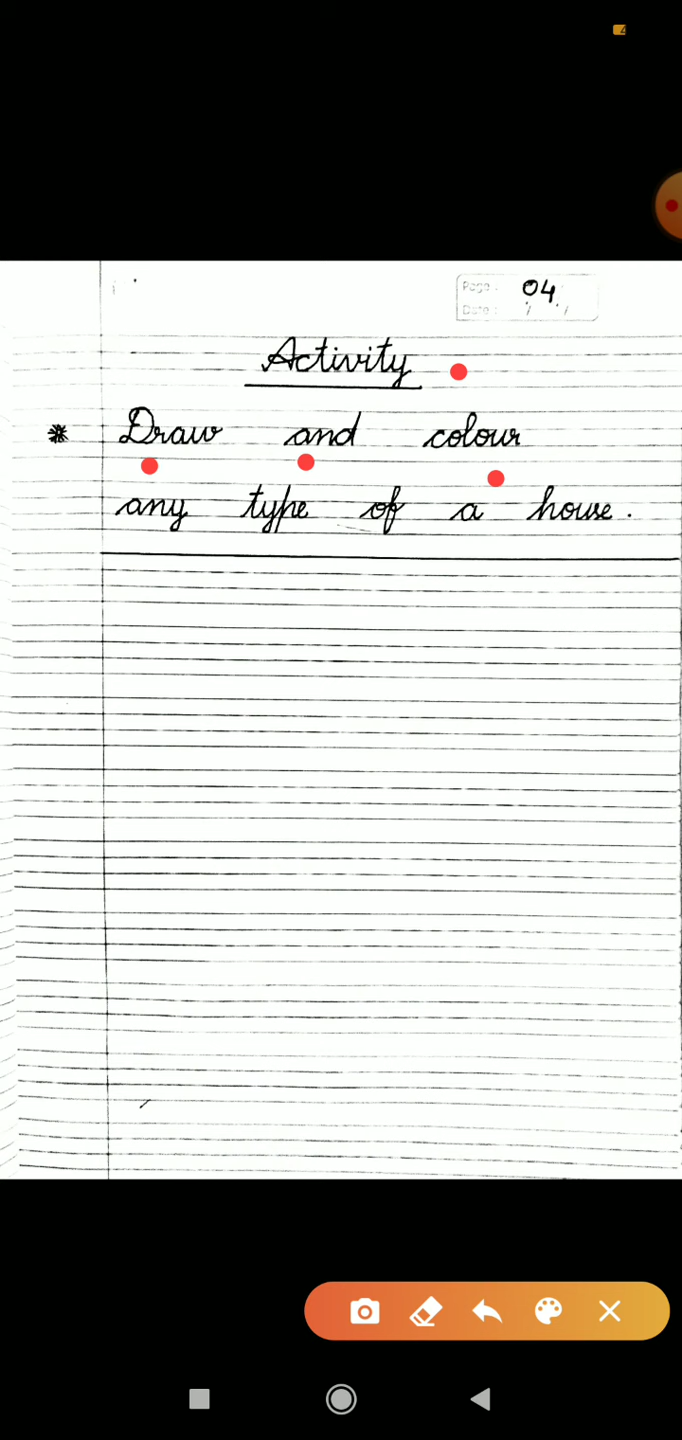 Page : 04
Date : / /
Activity
* Draw and colour
any type of a house.